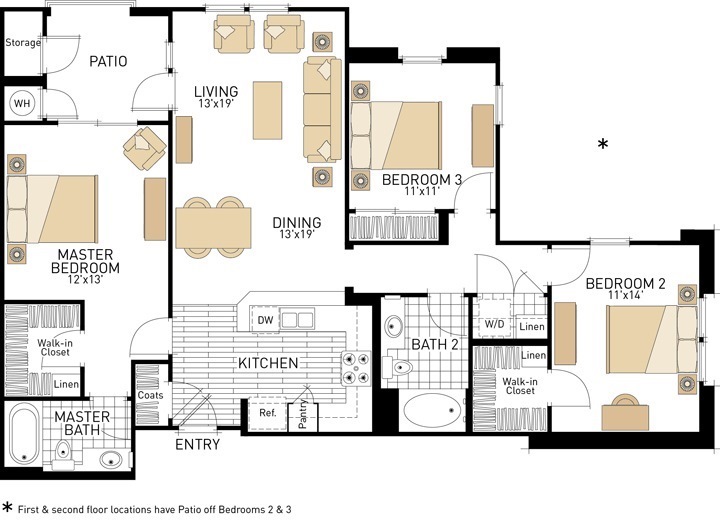 Storage
PATIO
WH
LIVING
13'x19'
BEDROOM 3
11'x11'
*
DINING
13'x19'
MASTER
BEDROOM
12'x13'
BEDROOM 2
11'x14'
Walk-in
Closet
Linen
DW
KITCHEN
W/D
Linen
BATH 2
Linen
Walk-in
Closet
Coats
MASTER
BATH
Ref.
Pantry
ENTRY
* First & second floor locations have Patio off Bedrooms 2 & 3